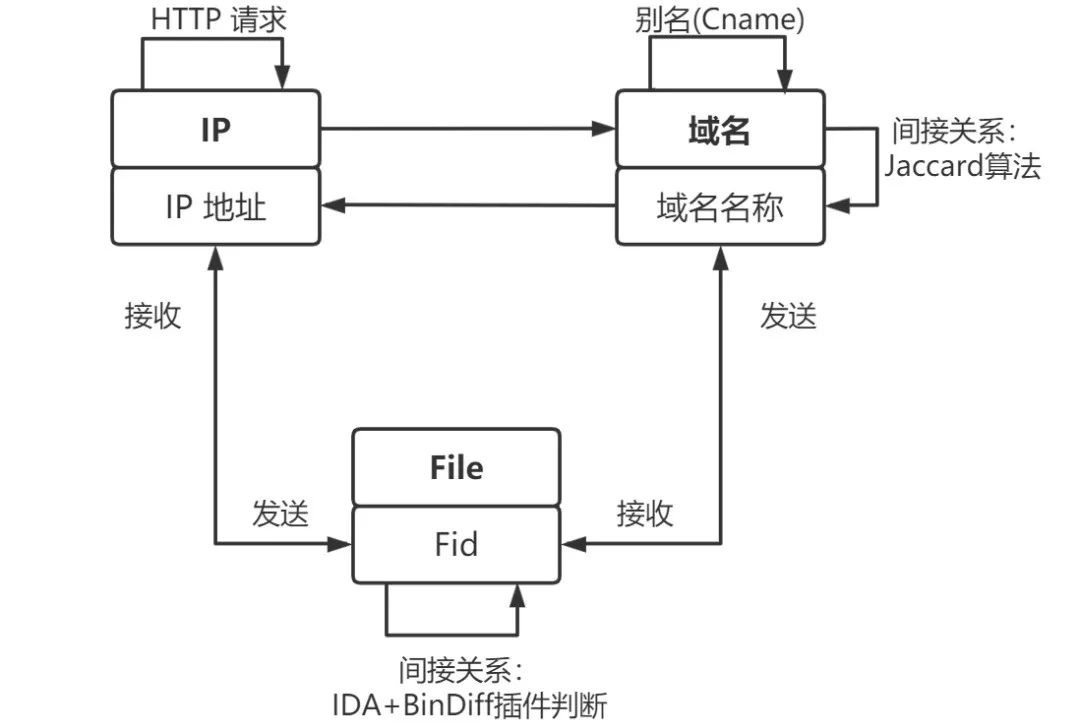 HTTP 请求
别名(Cname)
IP
域名
间接关系：
Jaccard算法
IP 地址
域名名称
接收
发送
File
发送
接收
Fid
间接关系：
IDA+BinDiff插件判断